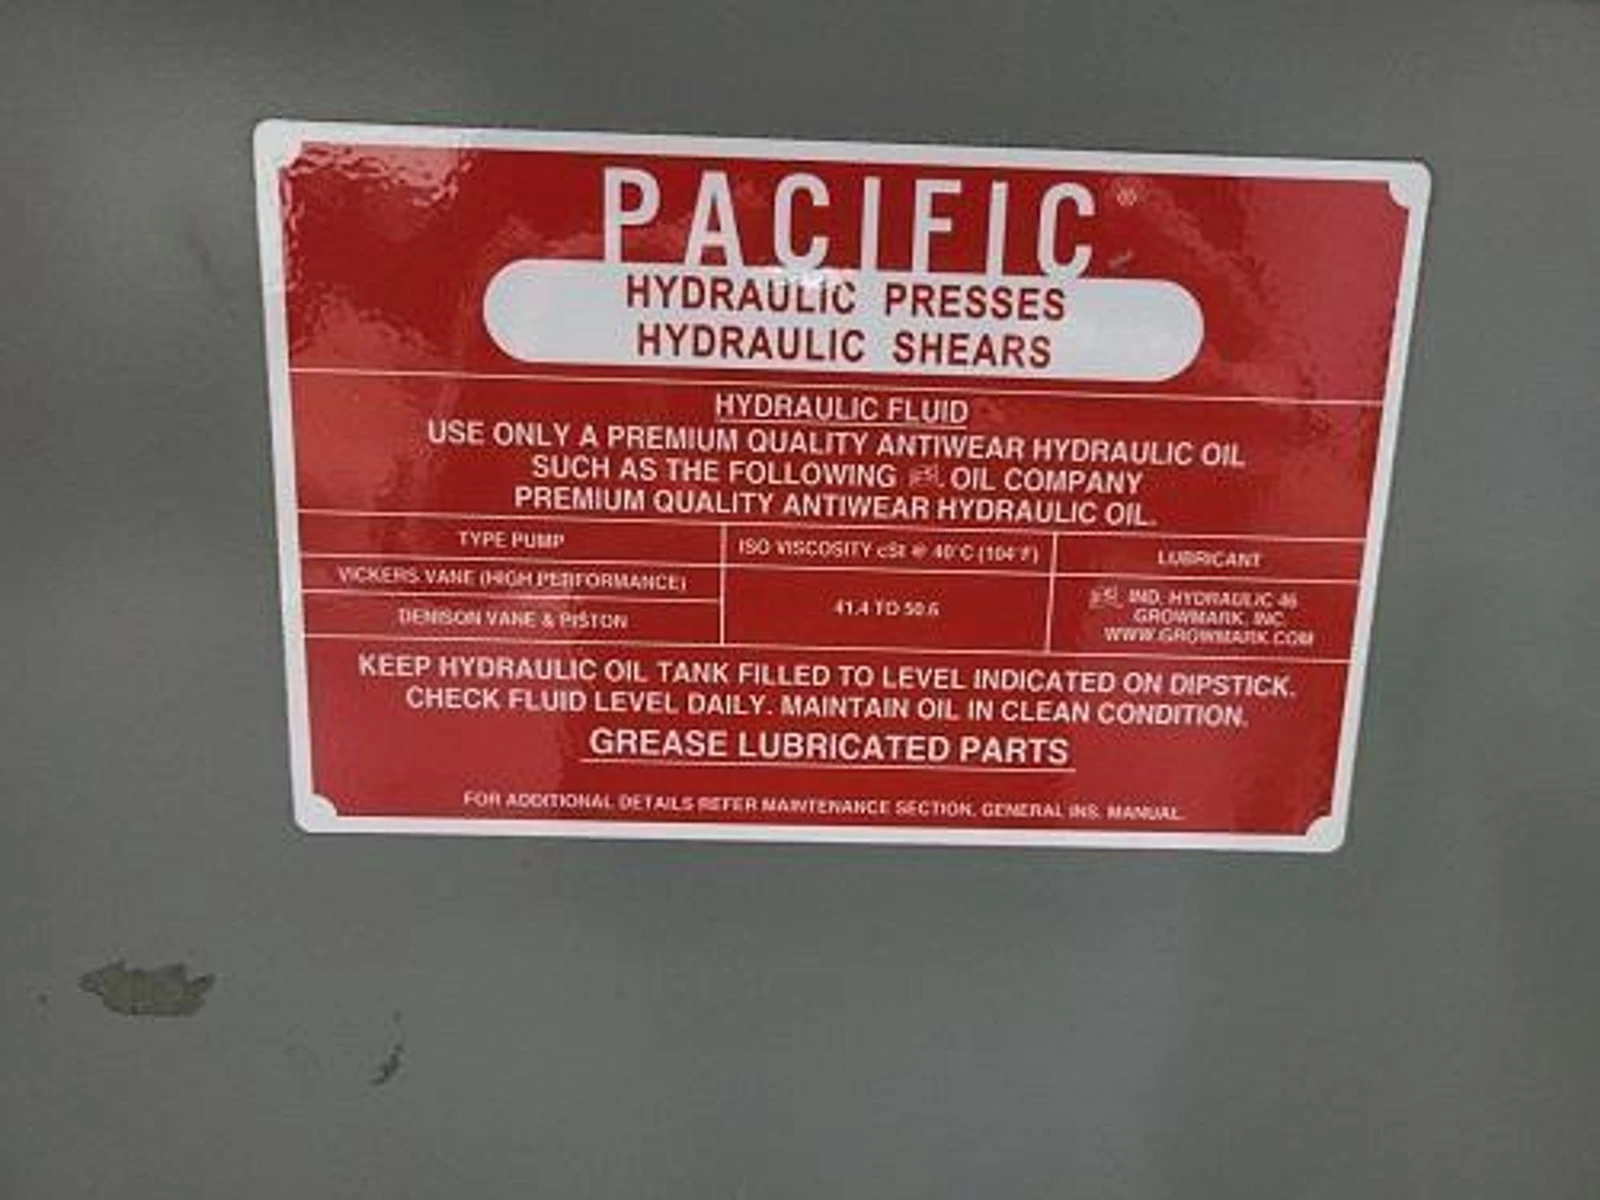 PACIFIC®
HYDRAULIC PRESSES
HYDRAULIC SHEARS
HYDRAULIC FLUID
USE ONLY A PREMIUM QUALITY ANTIWEAR HYDRAULIC OIL
SUCH AS THE FOLLOWING OIL COMPANY
PREMIUM QUALITY ANTIWEAR HYDRAULIC OIL.
TYPE PUMP
ISO VISCOSITY cSt @ 40°C (104°F)
LUBRICANT
VICKERS VANE (HIGH PERFORMANCE)
DENISON VANE & PISTON
41.4 TO 50.6
IND. HYDRAULIC 46
GROWMARK, INC
WWW.GROWMARK.COM
KEEP HYDRAULIC OIL TANK FILLED TO LEVEL INDICATED ON DIPSTICK.
CHECK FLUID LEVEL DAILY. MAINTAIN OIL IN CLEAN CONDITION.
GREASE LUBRICATED PARTS
FOR ADDITIONAL DETAILS REFER MAINTENANCE SECTION, GENERAL INS. MANUAL.